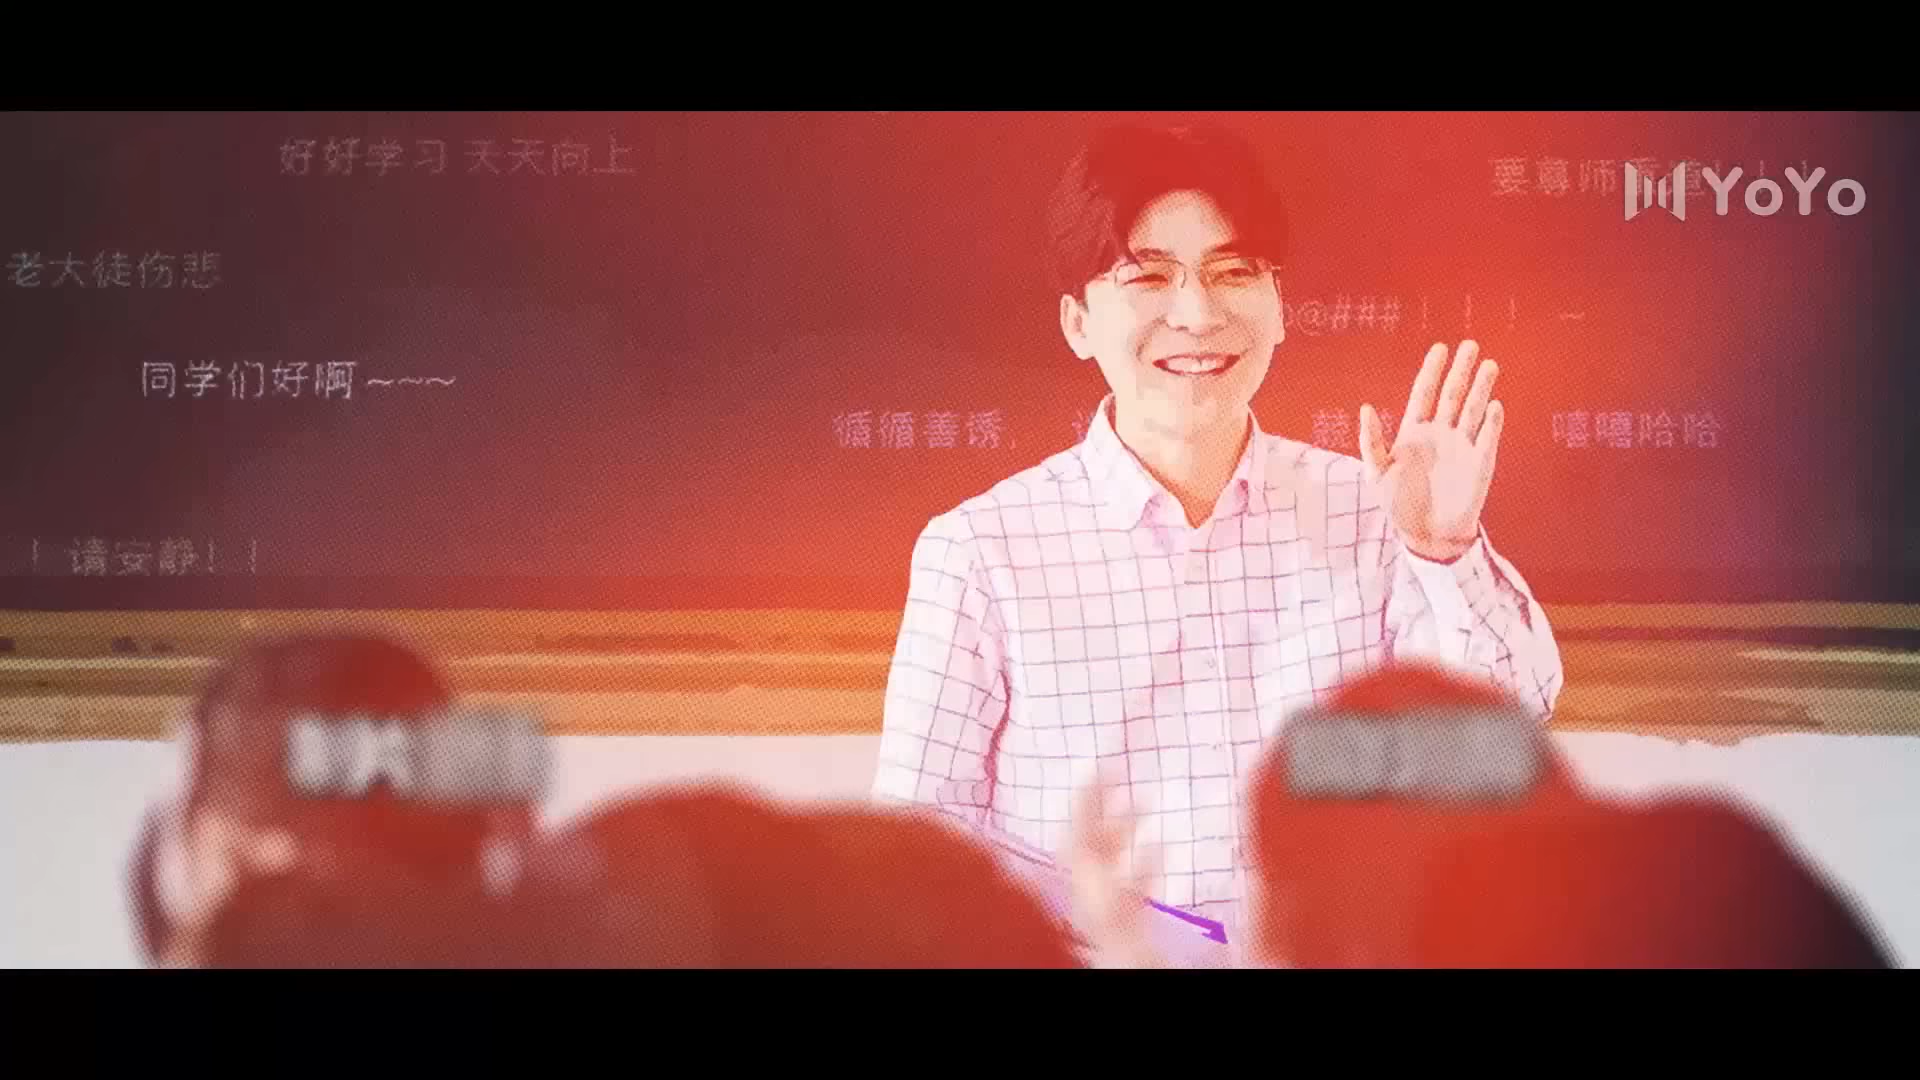 好好学习 天天向上
要尊师
YoYo
老大徒伤悲
@###！！！ ~
同学们好啊~~~
循循善诱，
嘻嘻哈哈
！请安静！！